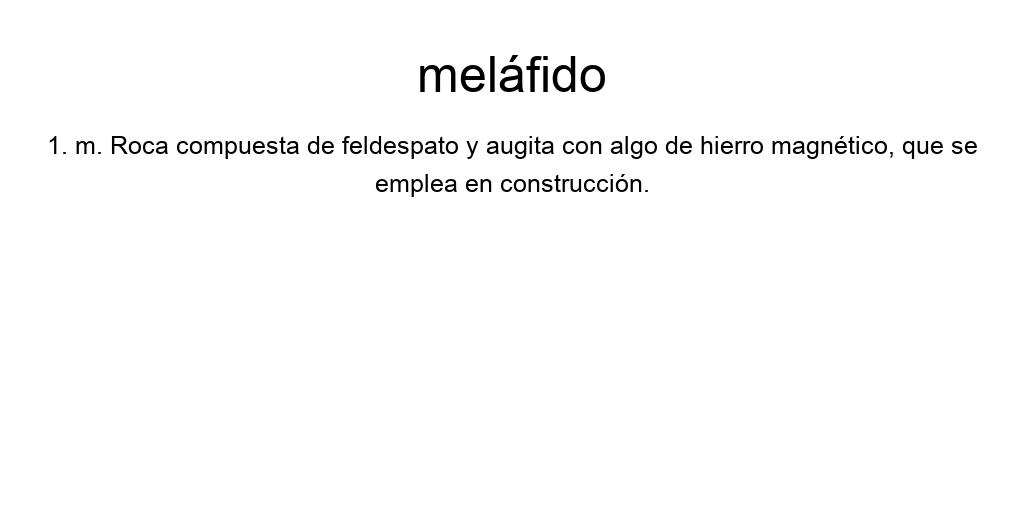 meláfido
1. m. Roca compuesta de feldespato y augita con algo de hierro magnético, que se
emplea en construcción.